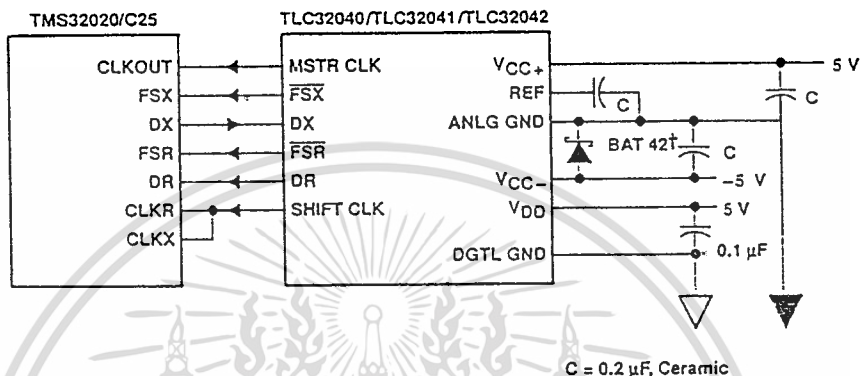 TMS32020/C25
TLC32040/TLC32041/TLC32042
CLKOUT
FSX
DX
FSR
DR
CLKR
CLKX
MSTR CLK
FSX
DX
FSR
DR
SHIFT CLK
VCC+
REF
ANLG GND
VCC-
VDD
DGTL GND
5 V
C
C
BAT 42†
C
-5 V
5 V
0.1 µF
C = 0.2 µF, Ceramic